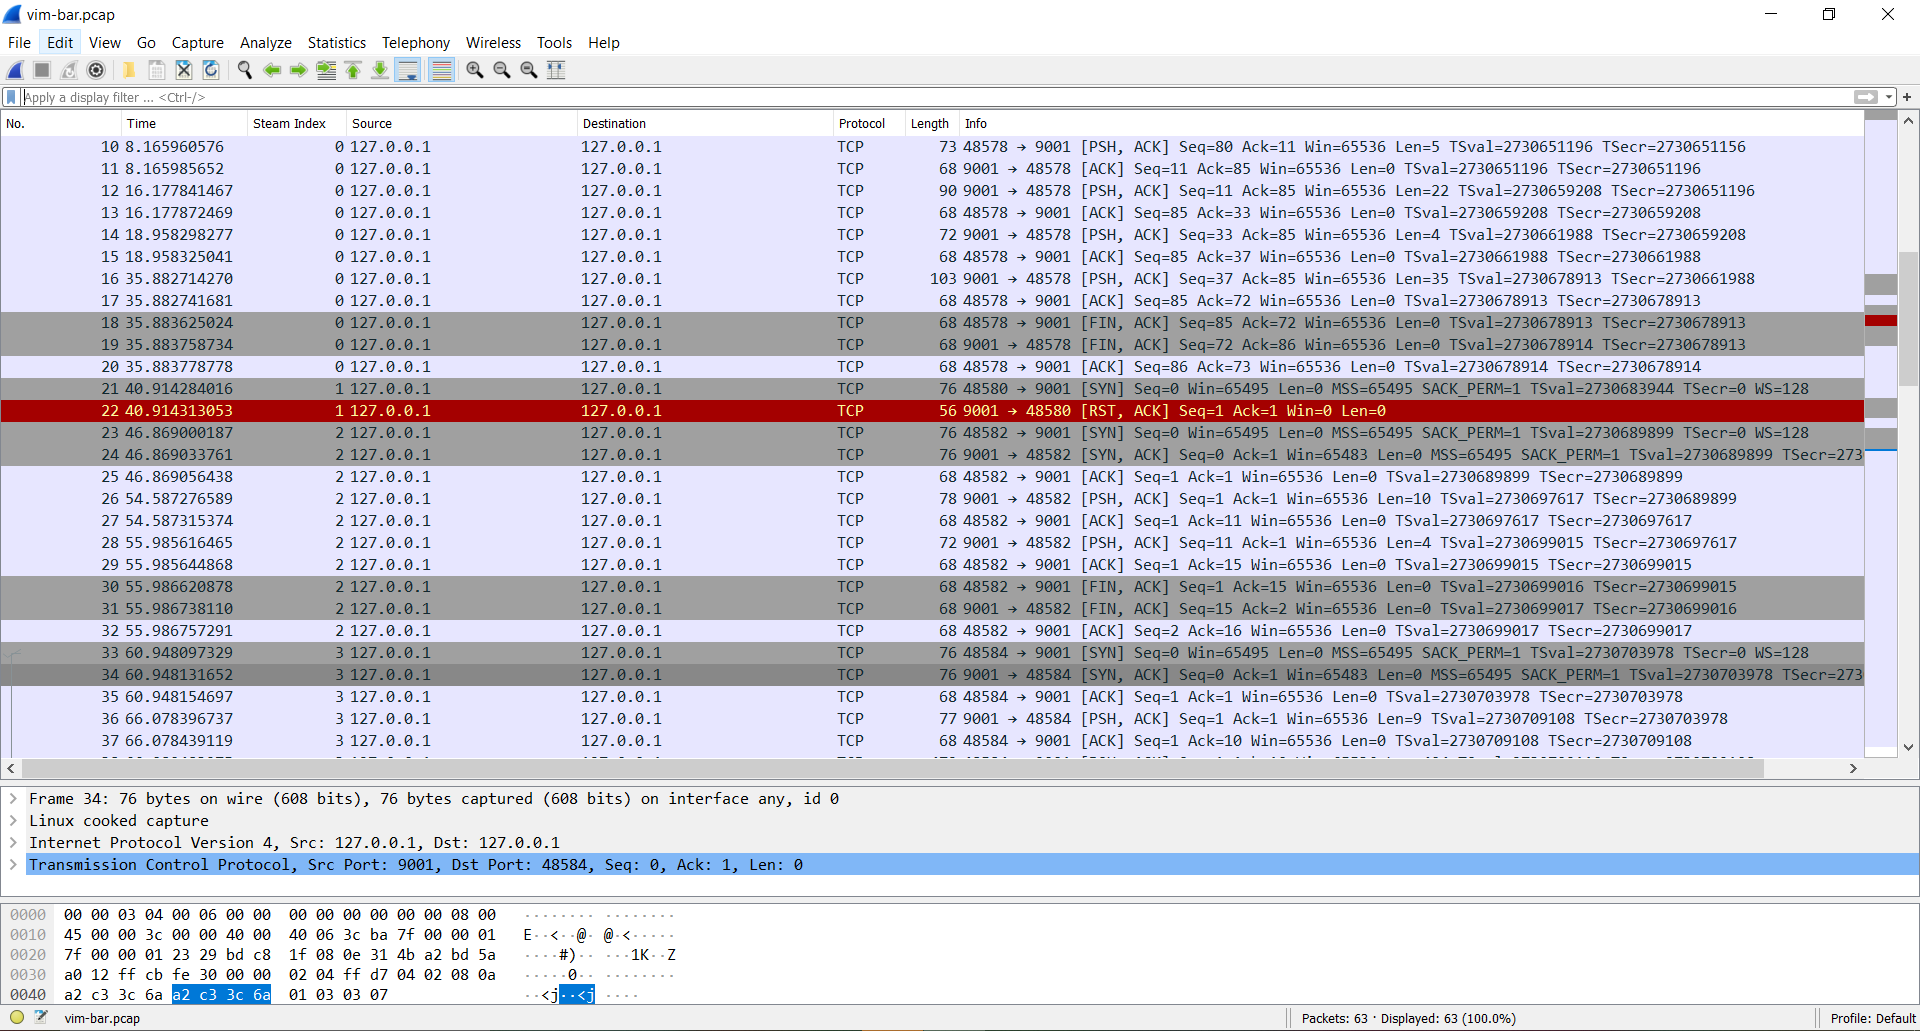 vim-bar.pcap
File Edit View Go Capture Analyze Statistics Telephony Wireless Tools Help
Apply a display filter ... <Ctrl-/>
No. Time Steam Index Source Destination Protocol Length Info
10 8.165960576 0 127.0.0.1 127.0.0.1 TCP 73 48578 → 9001 [PSH, ACK] Seq=80 Ack=11 Win=65536 Len=5 TSval=2730651196 TSecr=2730651156
11 8.165985652 0 127.0.0.1 127.0.0.1 TCP 68 9001 → 48578 [ACK] Seq=11 Ack=85 Win=65536 Len=0 TSval=2730651196 TSecr=2730651196
12 16.177841467 0 127.0.0.1 127.0.0.1 TCP 90 9001 → 48578 [PSH, ACK] Seq=11 Ack=85 Win=65536 Len=22 TSval=2730659208 TSecr=2730651196
13 16.177872469 0 127.0.0.1 127.0.0.1 TCP 68 48578 → 9001 [ACK] Seq=85 Ack=33 Win=65536 Len=0 TSval=2730659208 TSecr=2730659208
14 18.958298277 0 127.0.0.1 127.0.0.1 TCP 72 9001 → 48578 [PSH, ACK] Seq=33 Ack=85 Win=65536 Len=4 TSval=2730661988 TSecr=2730659208
15 18.958325041 0 127.0.0.1 127.0.0.1 TCP 68 48578 → 9001 [ACK] Seq=85 Ack=37 Win=65536 Len=0 TSval=2730661988 TSecr=2730661988
16 35.882714270 0 127.0.0.1 127.0.0.1 TCP 103 9001 → 48578 [PSH, ACK] Seq=37 Ack=85 Win=65536 Len=35 TSval=2730678913 TSecr=2730661988
17 35.882741681 0 127.0.0.1 127.0.0.1 TCP 68 48578 → 9001 [ACK] Seq=85 Ack=72 Win=65536 Len=0 TSval=2730678913 TSecr=2730678913
18 35.883625024 0 127.0.0.1 127.0.0.1 TCP 68 48578 → 9001 [FIN, ACK] Seq=85 Ack=72 Win=65536 Len=0 TSval=2730678913 TSecr=2730678913
19 35.883758734 0 127.0.0.1 127.0.0.1 TCP 68 9001 → 48578 [FIN, ACK] Seq=72 Ack=86 Win=65536 Len=0 TSval=2730678914 TSecr=2730678913
20 35.883778778 0 127.0.0.1 127.0.0.1 TCP 68 48578 → 9001 [ACK] Seq=86 Ack=73 Win=65536 Len=0 TSval=2730678914 TSecr=2730678914
21 40.914284016 1 127.0.0.1 127.0.0.1 TCP 76 48580 → 9001 [SYN] Seq=0 Win=65495 Len=0 MSS=65495 SACK_PERM=1 TSval=2730683944 TSecr=0 WS=128
22 40.914313053 1 127.0.0.1 127.0.0.1 TCP 56 9001 → 48580 [RST, ACK] Seq=1 Ack=1 Win=0 Len=0
23 46.869000187 2 127.0.0.1 127.0.0.1 TCP 76 48582 → 9001 [SYN] Seq=0 Win=65495 Len=0 MSS=65495 SACK_PERM=1 TSval=2730689899 TSecr=0 WS=128
24 46.869033761 2 127.0.0.1 127.0.0.1 TCP 76 9001 → 48582 [SYN, ACK] Seq=0 Ack=1 Win=65483 Len=0 MSS=65495 SACK_PERM=1 TSval=2730689899 TSecr=273
25 46.869056438 2 127.0.0.1 127.0.0.1 TCP 68 48582 → 9001 [ACK] Seq=1 Ack=1 Win=65536 Len=0 TSval=2730689899 TSecr=2730689899
26 54.587276589 2 127.0.0.1 127.0.0.1 TCP 78 9001 → 48582 [PSH, ACK] Seq=1 Ack=1 Win=65536 Len=10 TSval=2730697617 TSecr=2730689899
27 54.587315374 2 127.0.0.1 127.0.0.1 TCP 68 48582 → 9001 [ACK] Seq=1 Ack=11 Win=65536 Len=0 TSval=2730697617 TSecr=2730697617
28 55.985616465 2 127.0.0.1 127.0.0.1 TCP 72 9001 → 48582 [PSH, ACK] Seq=11 Ack=1 Win=65536 Len=4 TSval=2730699015 TSecr=2730697617
29 55.985644868 2 127.0.0.1 127.0.0.1 TCP 68 48582 → 9001 [ACK] Seq=1 Ack=15 Win=65536 Len=0 TSval=2730699015 TSecr=2730699015
30 55.986620878 2 127.0.0.1 127.0.0.1 TCP 68 48582 → 9001 [FIN, ACK] Seq=1 Ack=15 Win=65536 Len=0 TSval=2730699016 TSecr=2730699015
31 55.986738110 2 127.0.0.1 127.0.0.1 TCP 68 9001 → 48582 [FIN, ACK] Seq=15 Ack=2 Win=65536 Len=0 TSval=2730699017 TSecr=2730699016
32 55.986757291 2 127.0.0.1 127.0.0.1 TCP 68 48582 → 9001 [ACK] Seq=2 Ack=16 Win=65536 Len=0 TSval=2730699017 TSecr=2730699017
33 60.948097329 3 127.0.0.1 127.0.0.1 TCP 76 48584 → 9001 [SYN] Seq=0 Win=65495 Len=0 MSS=65495 SACK_PERM=1 TSval=2730703978 TSecr=0 WS=128
34 60.948131652 3 127.0.0.1 127.0.0.1 TCP 76 9001 → 48584 [SYN, ACK] Seq=0 Ack=1 Win=65483 Len=0 MSS=65495 SACK_PERM=1 TSval=2730703978 TSecr=273
35 60.948154697 3 127.0.0.1 127.0.0.1 TCP 68 48584 → 9001 [ACK] Seq=1 Ack=1 Win=65536 Len=0 TSval=2730703978 TSecr=2730703978
36 66.078396737 3 127.0.0.1 127.0.0.1 TCP 77 9001 → 48584 [PSH, ACK] Seq=1 Ack=1 Win=65536 Len=9 TSval=2730709108 TSecr=2730703978
37 66.078439119 3 127.0.0.1 127.0.0.1 TCP 68 48584 → 9001 [ACK] Seq=1 Ack=10 Win=65536 Len=0 TSval=2730709108 TSecr=2730709108
Frame 34: 76 bytes on wire (608 bits), 76 bytes captured (608 bits) on interface any, id 0
Linux cooked capture
Internet Protocol Version 4, Src: 127.0.0.1, Dst: 127.0.0.1
Transmission Control Protocol, Src Port: 9001, Dst Port: 48584, Seq: 0, Ack: 1, Len: 0
0000 00 00 03 04 00 06 00 00 00 00 00 00 00 00 08 00 ········ ········
0010 45 00 00 3c 00 00 40 00 40 06 3c ba 7f 00 00 01 E··<··@· @·<·····
0020 7f 00 00 01 23 29 bd c8 1f 08 0e 31 4b a2 bd 5a ····#)·· ···1K··Z
0030 a0 12 ff cb fe 30 00 00 02 04 ff d7 04 02 08 0a ·····0·· ········
0040 a2 c3 3c 6a a2 c3 3c 6a 01 03 03 07 ··<j··<j ····
vim-bar.pcap Packets: 63 · Displayed: 63 (100.0%) Profile: Default